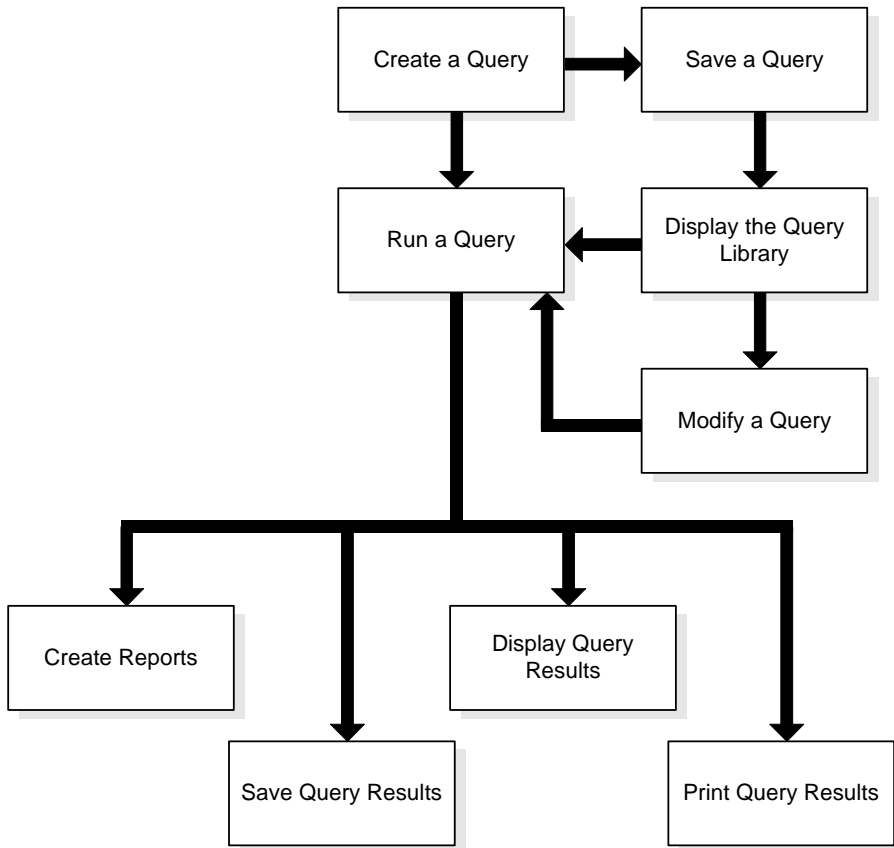 Create a Query
Save a Query
Run a Query
Display the Query
Library
Modify a Query
Create Reports
Display Query
Results
Save Query Results
Print Query Results